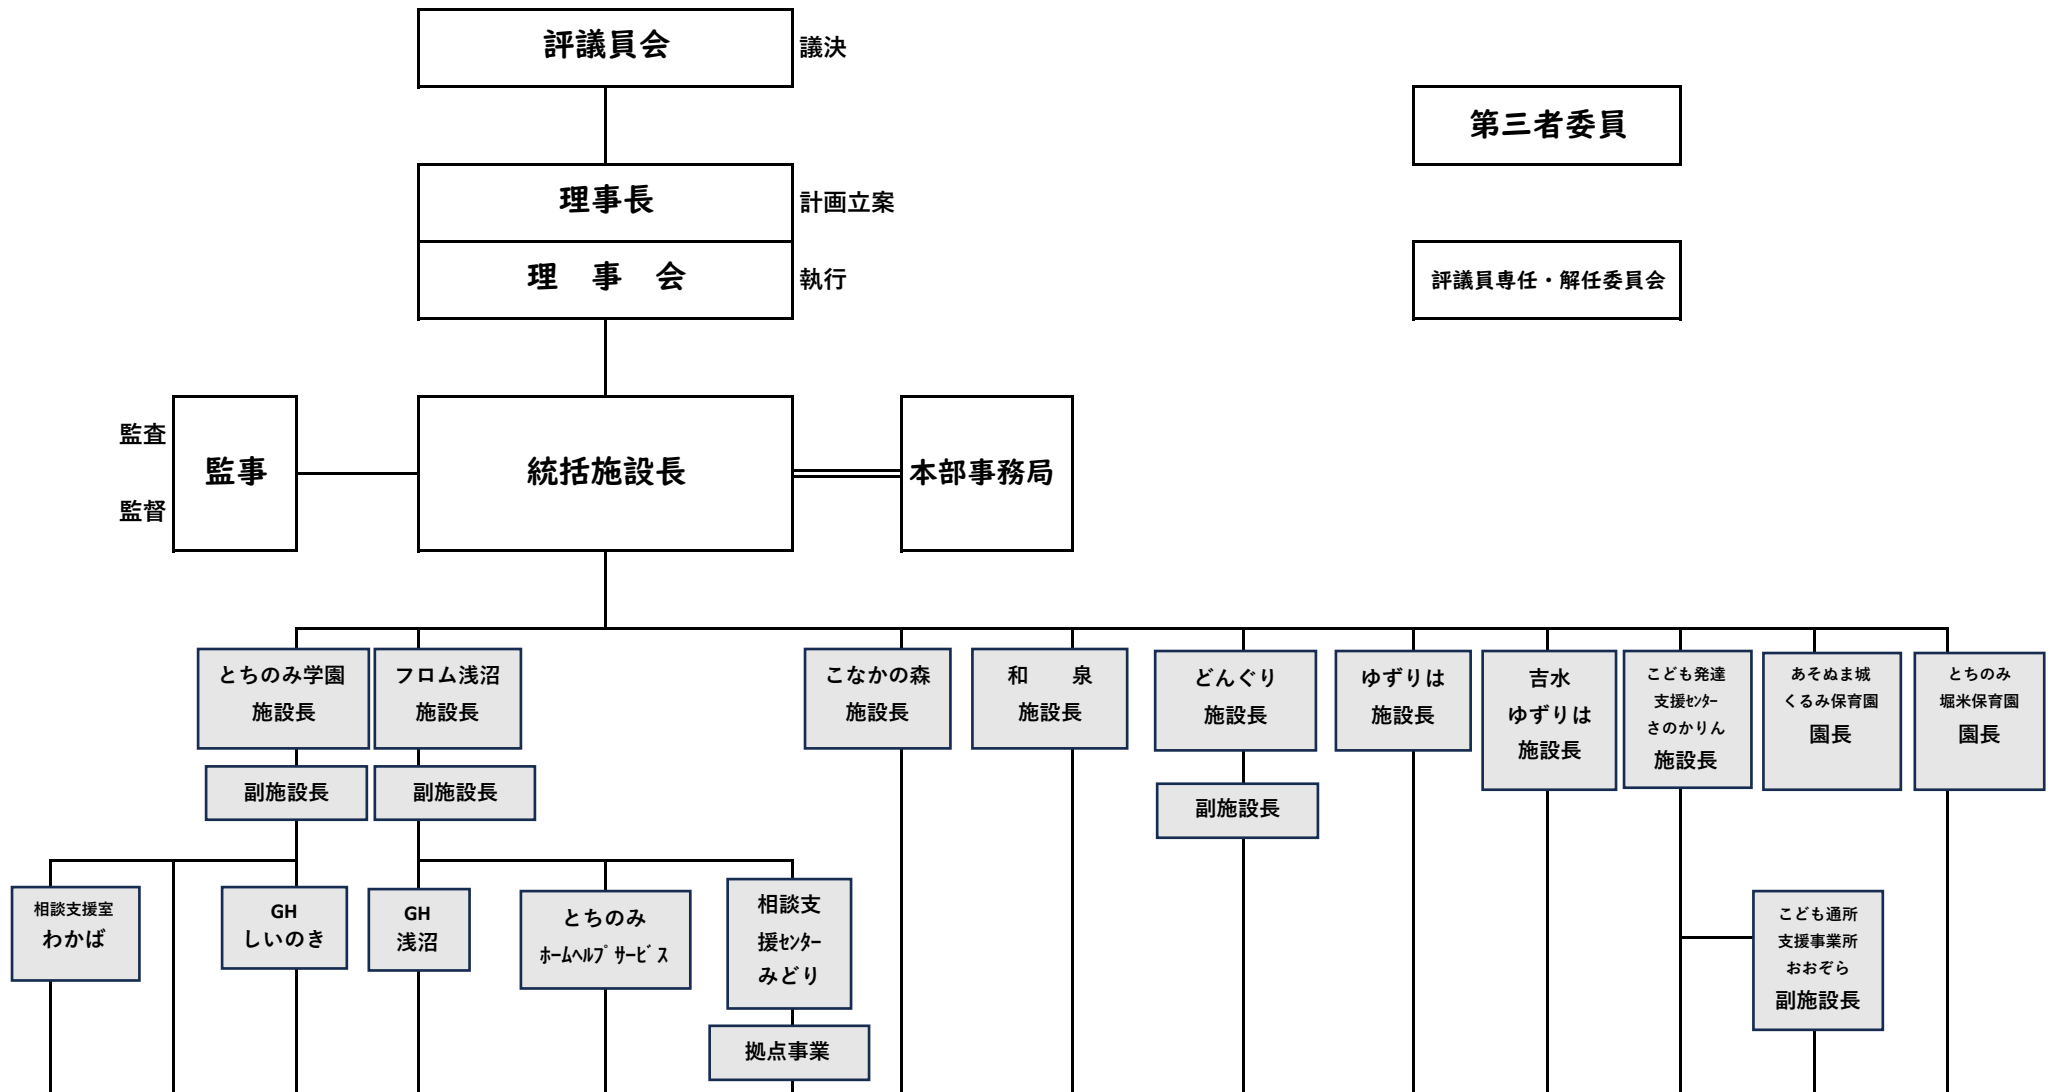 評議員会
議決
第三者委員
理事長
計画立案
理　事　会
執行
評議員専任・解任委員会
監査
監督
監事
統括施設長
本部事務局
とちのみ学園
施設長
フロム浅沼
施設長
こなかの森
施設長
和　　泉
施設長
どんぐり
施設長
ゆずりは
施設長
吉水
ゆずりは
施設長
こども発達
支援ｾﾝﾀｰ
さのかりん
施設長
あそぬま城
くるみ保育園
園長
とちのみ
堀米保育園
園長
副施設長
副施設長
副施設長
相談支援室
わかば
GH
しいのき
GH
浅沼
とちのみ
ﾎｰﾑﾍﾙﾌﾟｻｰﾋﾞｽ
相談支
援ｾﾝﾀｰ
みどり
拠点事業
こども通所
支援事業所
おおぞら
副施設長